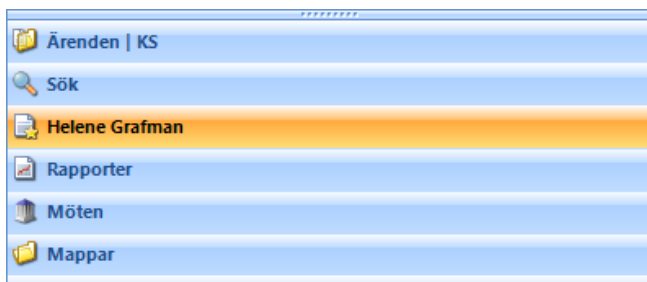 Ärenden | KS
Sök
Helene Grafman
Rapporter
Möten
Mappar